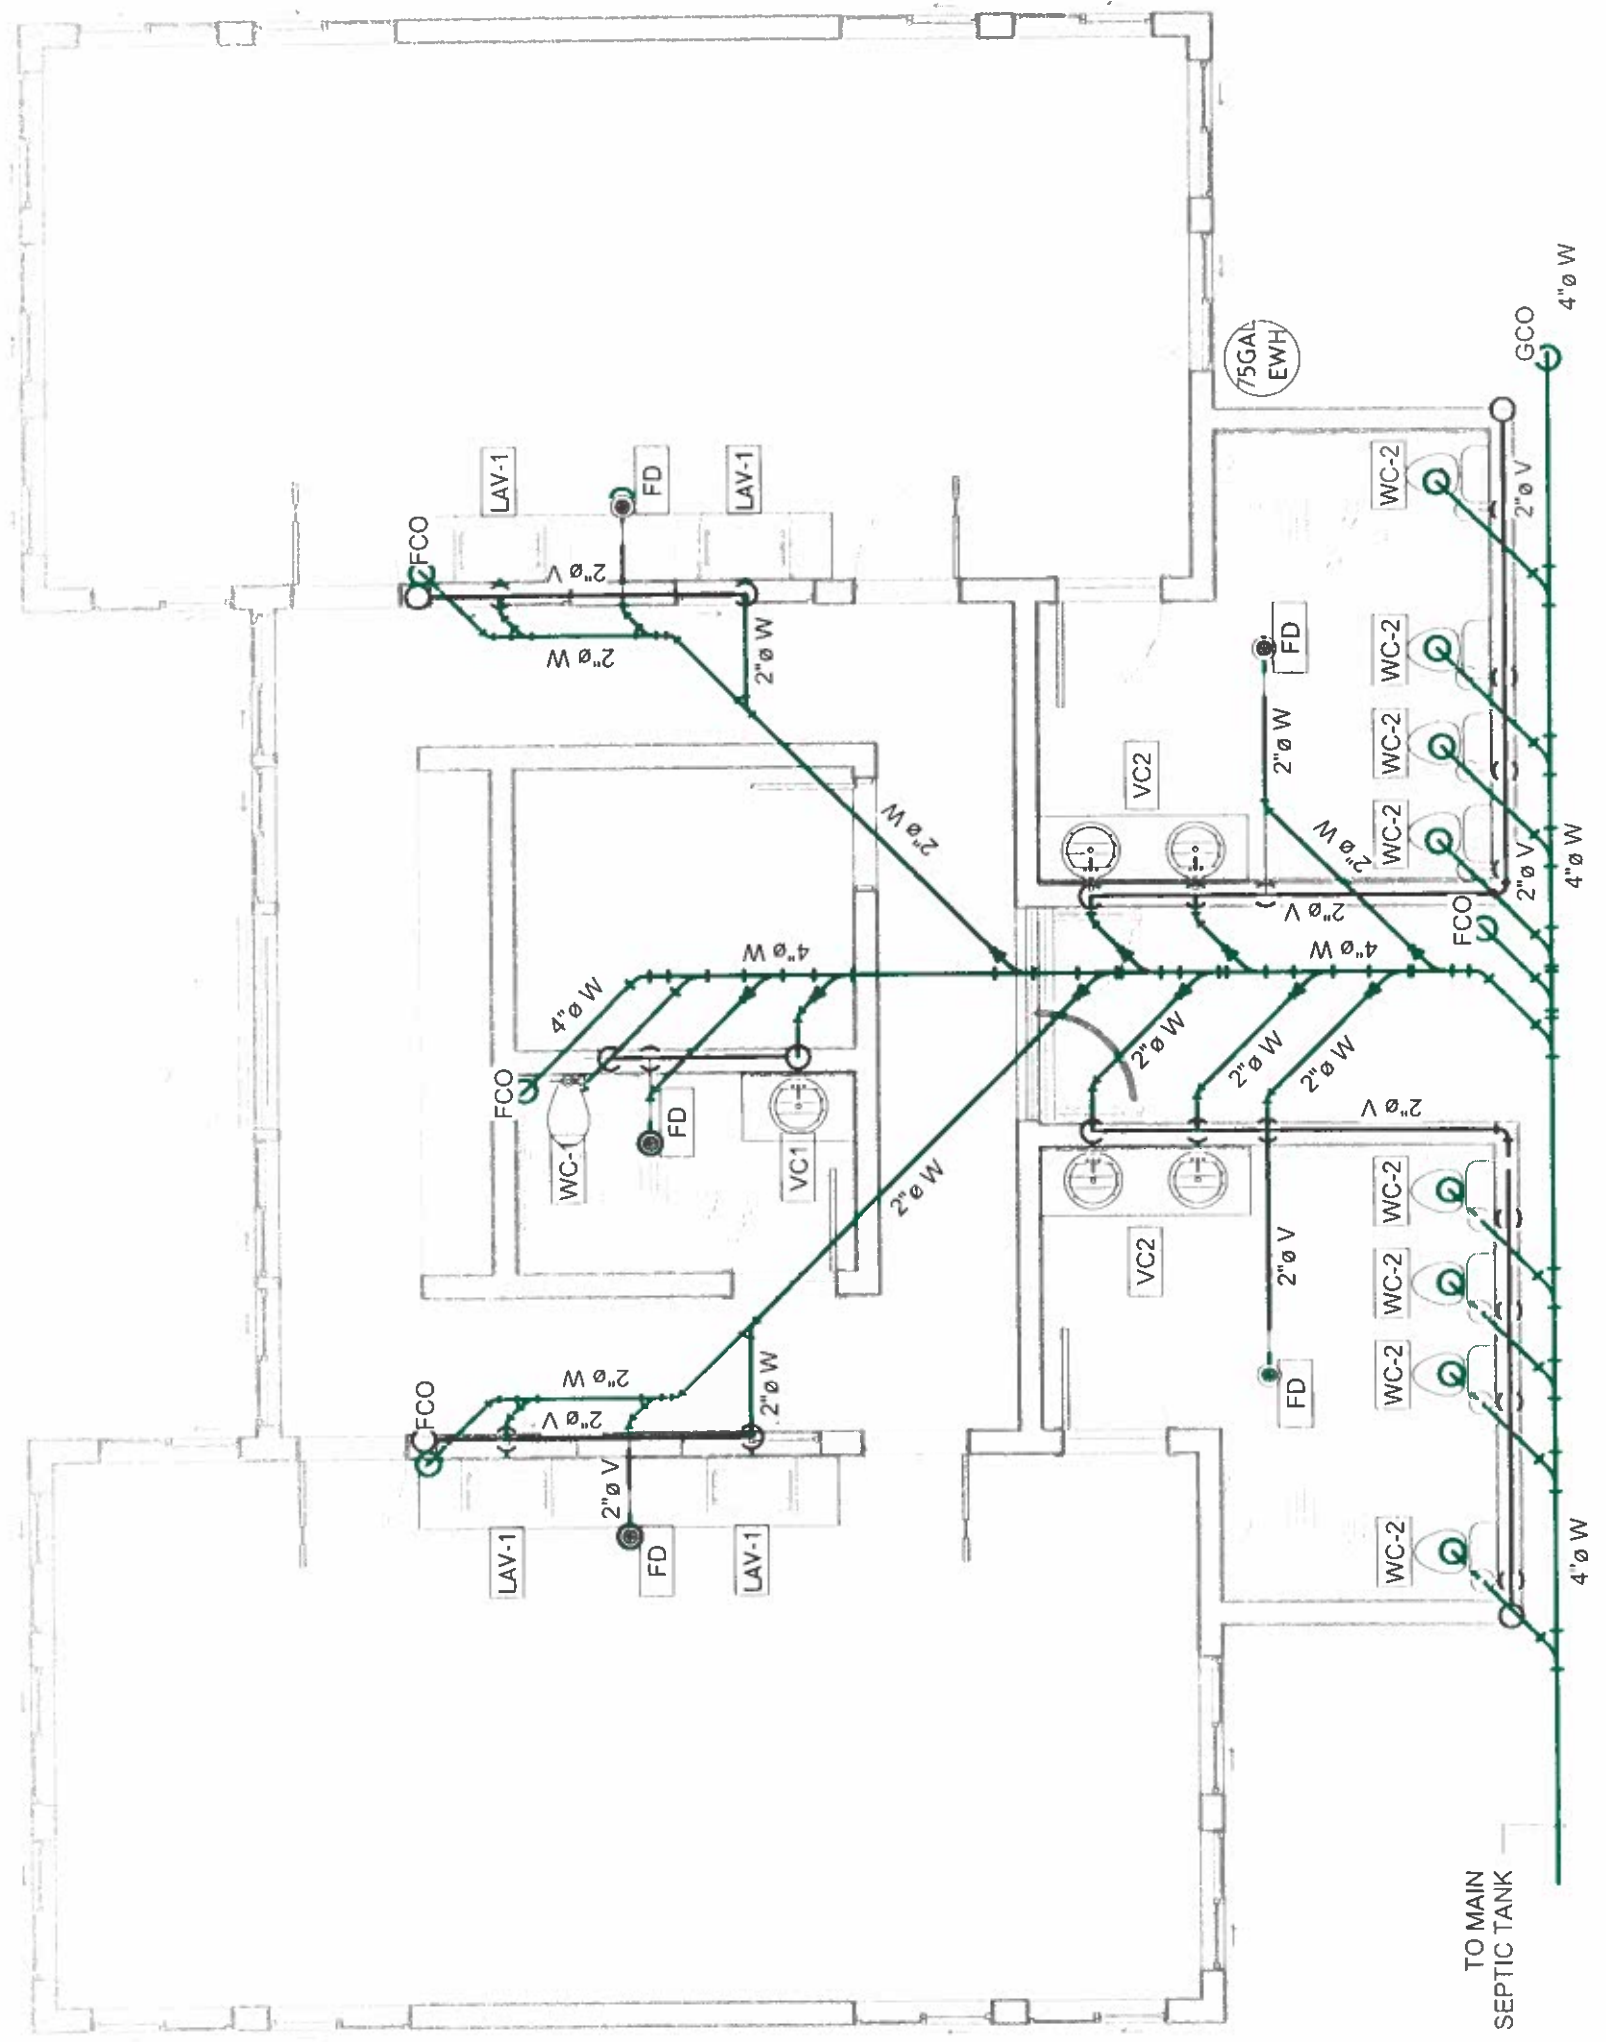 FCO
FCO
LAV-1
FCO
LAV-1
WC-1
2"ø V
4"ø W
2"ø V
2"ø W
2"ø W
2"ø V
FD
FD
FD
LAV-1
2"ø W
4"ø W
2"ø W
LAV-1
VC1
2"ø W
2"ø W
VC2
2"ø W
VC2
2"ø W
75GAL
EWH
FD
2"ø V
2"ø W
FD
2"ø W
2"ø V
4"ø W
2"ø W
2"ø V
WC-2
WC-2
WC-2
WC-2
WC-2
WC-2
WC-2
WC-2
FCO
TO MAIN
SEPTIC TANK
2"ø V
2"ø V
GCO
4"ø W
4"ø W
4"ø W